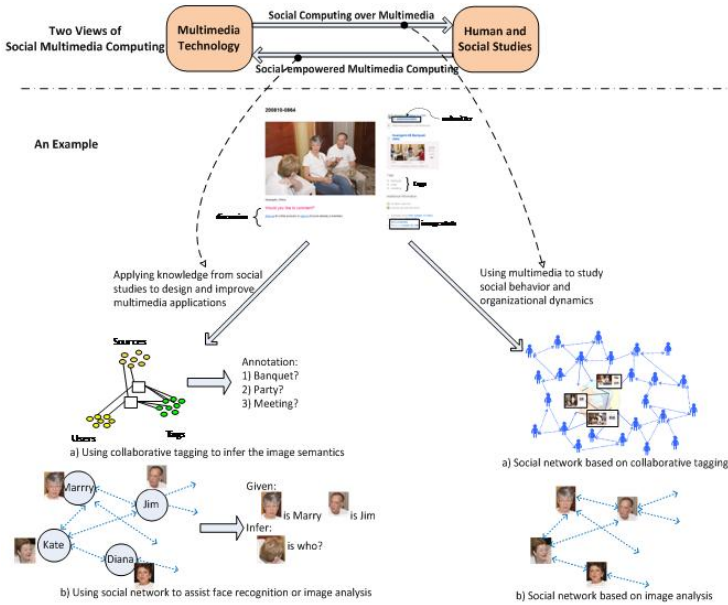 Two Views of
Social Multimedia Computing
Multimedia
Technology
Social Computing over Multimedia
Social-empowered Multimedia Computing
Human and
Social Studies
An Example
discussion
Tags
Applying knowledge from social
studies to design and improve
multimedia applications
Using multimedia to study
social behavior and
organizational dynamics
Sources
Users
Tags
Annotation:
1) Banquet?
2) Party?
3) Meeting?
a) Using collaborative tagging to infer the image semantics
a) Social network based on collaborative tagging
Marrry
Jim
Kate
Diana
Given:
is Marry
is Jim
Infer:
is who?
b) Using social network to assist face recognition or image analysis
b) Social network based on image analysis